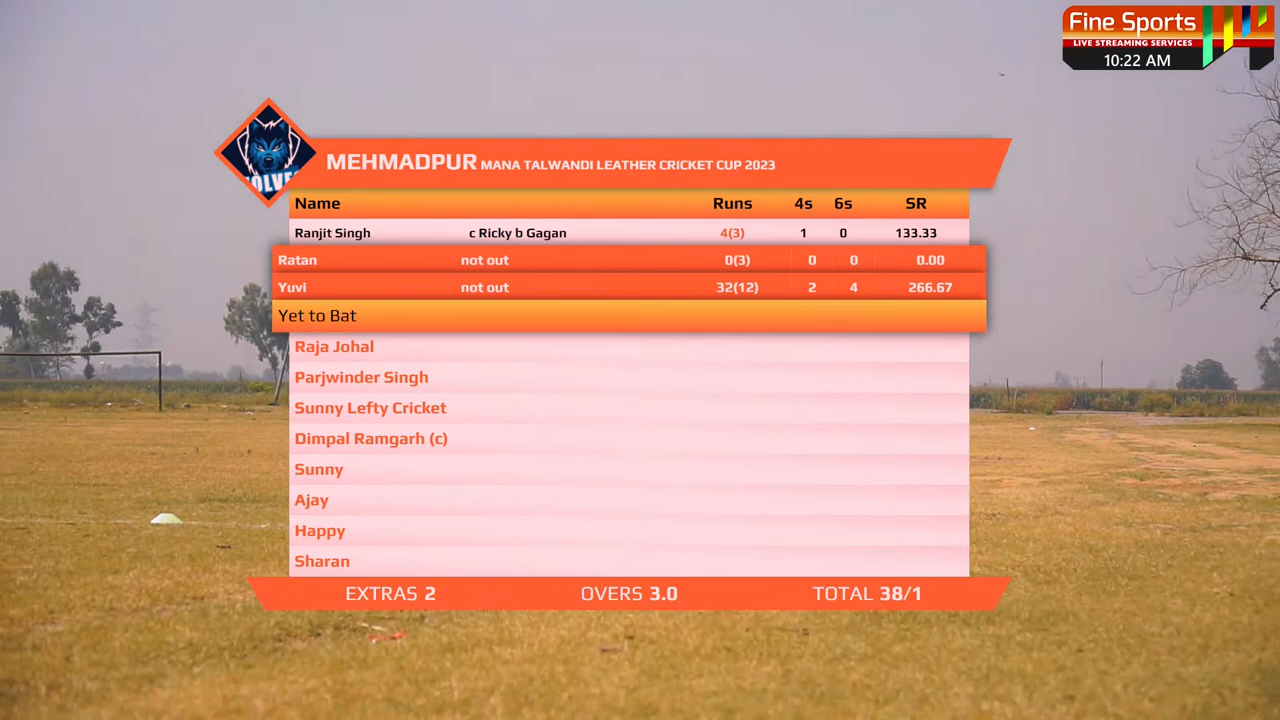 Fine Sports
LIVE STREAMING SERVICES
10:22 AM
MEHMADPUR MANA TALWANDI LEATHER CRICKET CUP 2023
Name Runs 4s 6s SR
Ranjit Singh c Ricky b Gagan 4(3) 1 0 133.33
Ratan not out 0(3) 0 0 0.00
Yuvi not out 32(12) 2 4 266.67
Yet to Bat
Raja Johal
Parjwinder Singh
Sunny Lefty Cricket
Dimpal Ramgarh (c)
Sunny
Ajay
Happy
Sharan
EXTRAS 2 OVERS 3.0 TOTAL 38/1